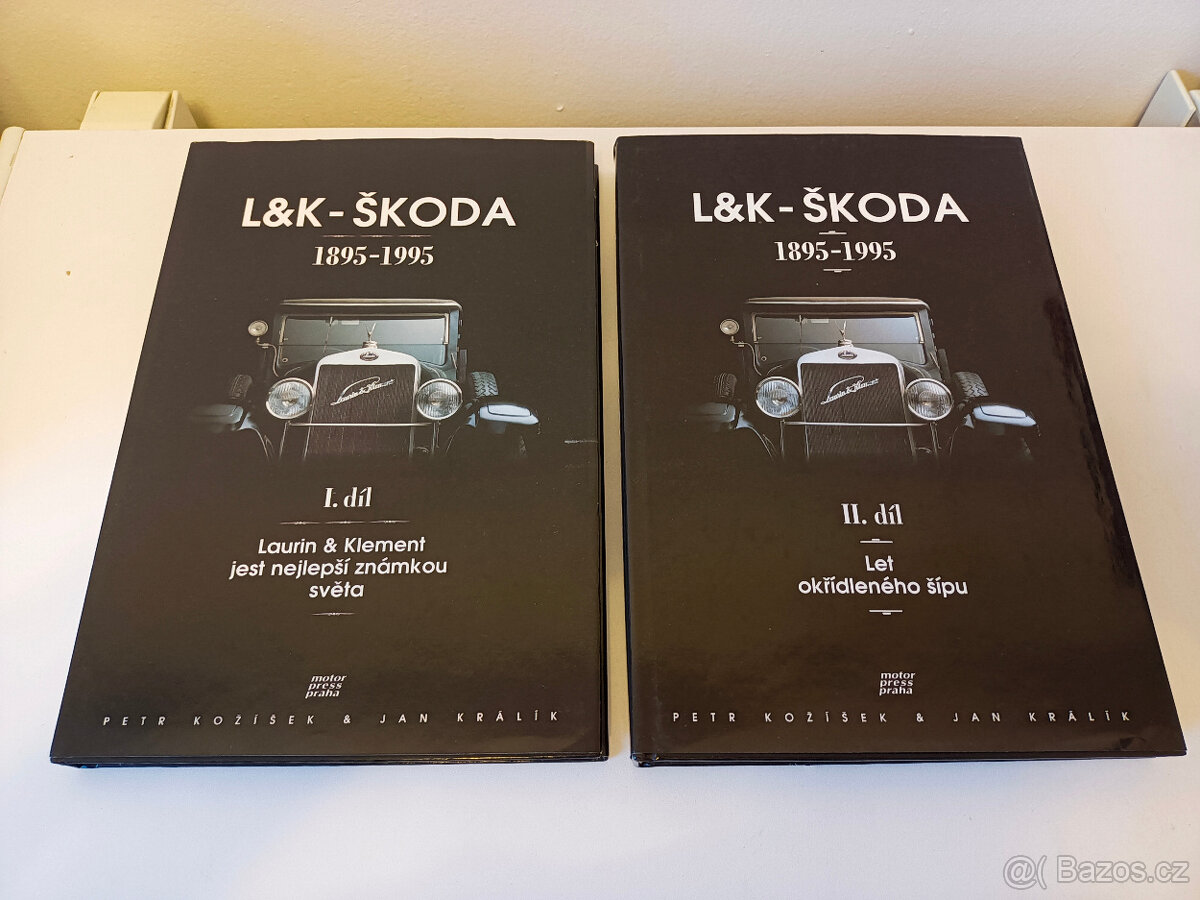 L&K - ŠKODA
1895-1995
I. díl
Laurin & Klement
jest nejlepší známkou
světa
motor
press
praha
PETR KOŽÍŠEK & JAN KRÁLÍK
L&K - ŠKODA
1895-1995
II. díl
Let
okřídleného šípu
motor
press
praha
PETR KOŽÍŠEK & JAN KRÁLÍK
@( Bazos.cz